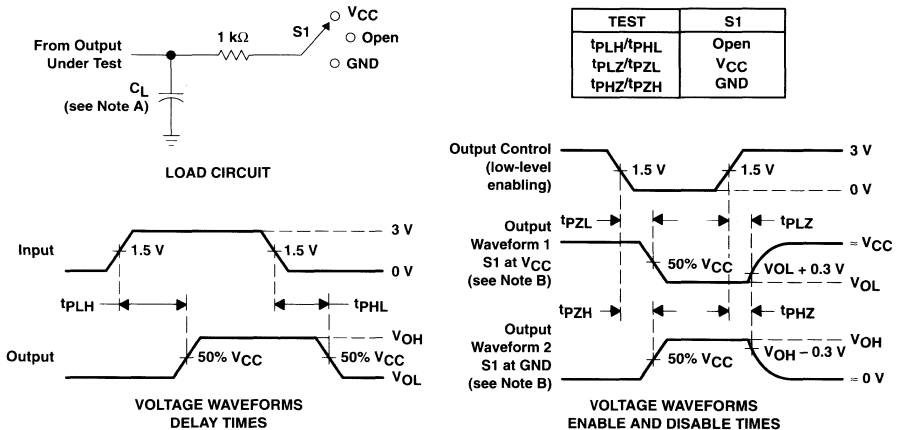 From Output
Under Test
1 kΩ
S1
VCC
Open
GND
CL
(see Note A)
LOAD CIRCUIT
TEST S1
tPLH/tPHL Open
tPLZ/tPZL VCC
tPHZ/tPZH GND
Input
3 V
1.5 V
1.5 V
0 V
tPLH
tPHL
Output
VOH
50% VCC
50% VCC
VOL
VOLTAGE WAVEFORMS
DELAY TIMES
Output Control
(low-level
enabling)
3 V
1.5 V
1.5 V
0 V
tPZL
tPLZ
Output
Waveform 1
S1 at VCC
(see Note B)
≈ VCC
50% VCC
VOL + 0.3 V
VOL
tPZH
tPHZ
Output
Waveform 2
S1 at GND
(see Note B)
VOH
50% VCC
VOH − 0.3 V
≈ 0 V
VOLTAGE WAVEFORMS
ENABLE AND DISABLE TIMES